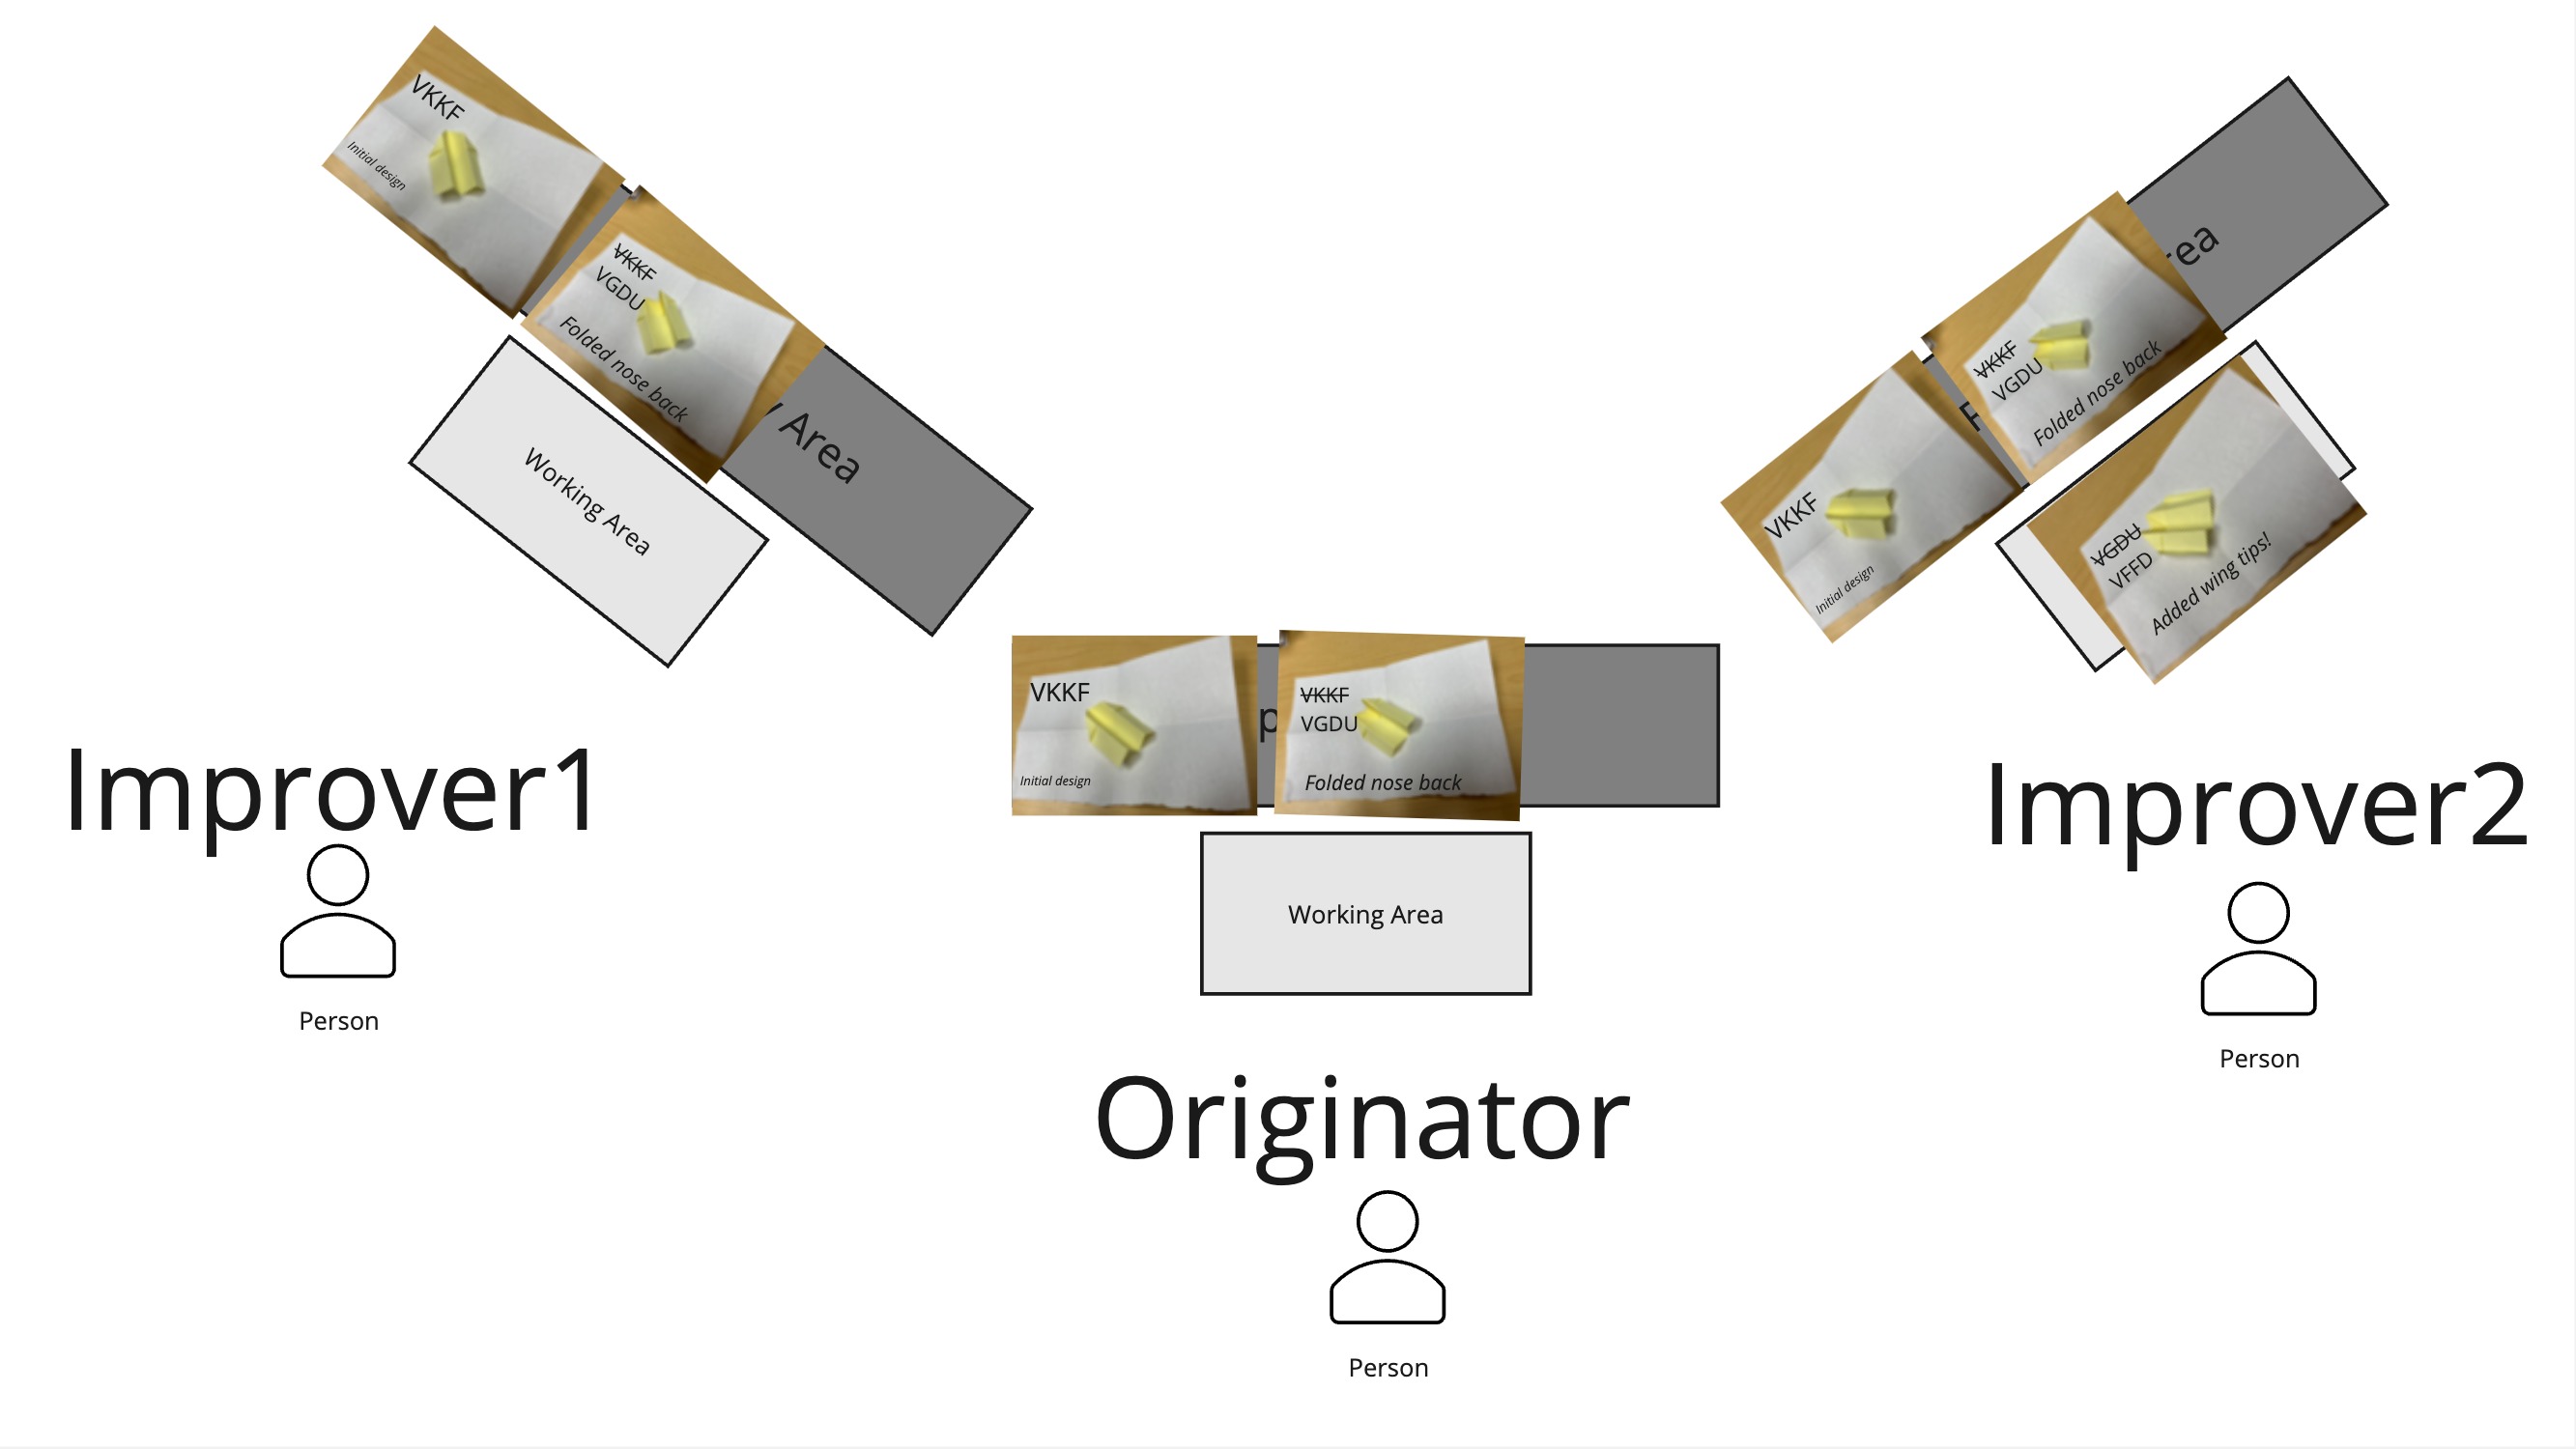 VKKF
Initial design
VKKF
VGDU
Folded nose back
Area
Working Area
Improver1
Person
VKKF
Initial design
p
VKKF
VGDU
Folded nose back
Working Area
Originator
Person
VKKF
Initial design
VKKF
VGDU
Folded nose back
ea
VGDU
VFFD
Added wing tips!
Improver2
Person